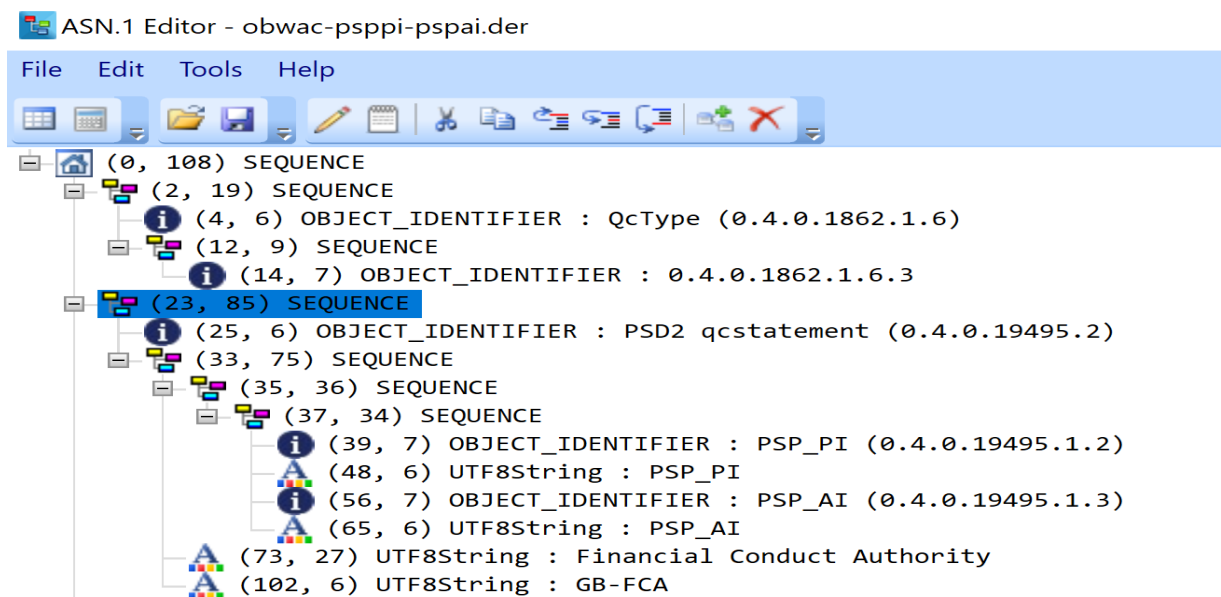 ASN.1 Editor - obwac-psppi-pspai.der
File Edit Tools Help
(0, 108) SEQUENCE
(2, 19) SEQUENCE
(4, 6) OBJECT_IDENTIFIER : QcType (0.4.0.1862.1.6)
(12, 9) SEQUENCE
(14, 7) OBJECT_IDENTIFIER : 0.4.0.1862.1.6.3
(23, 85) SEQUENCE
(25, 6) OBJECT_IDENTIFIER : PSD2 qcstatement (0.4.0.19495.2)
(33, 75) SEQUENCE
(35, 36) SEQUENCE
(37, 34) SEQUENCE
(39, 7) OBJECT_IDENTIFIER : PSP_PI (0.4.0.19495.1.2)
(48, 6) UTF8String : PSP_PI
(56, 7) OBJECT_IDENTIFIER : PSP_AI (0.4.0.19495.1.3)
(65, 6) UTF8String : PSP_AI
(73, 27) UTF8String : Financial Conduct Authority
(102, 6) UTF8String : GB-FCA